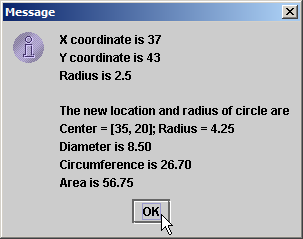 Message
X coordinate is 37
Y coordinate is 43
Radius is 2.5
The new location and radius of circle are
Center = [35, 20]; Radius = 4.25
Diameter is 8.50
Circumference is 26.70
Area is 56.75
OK